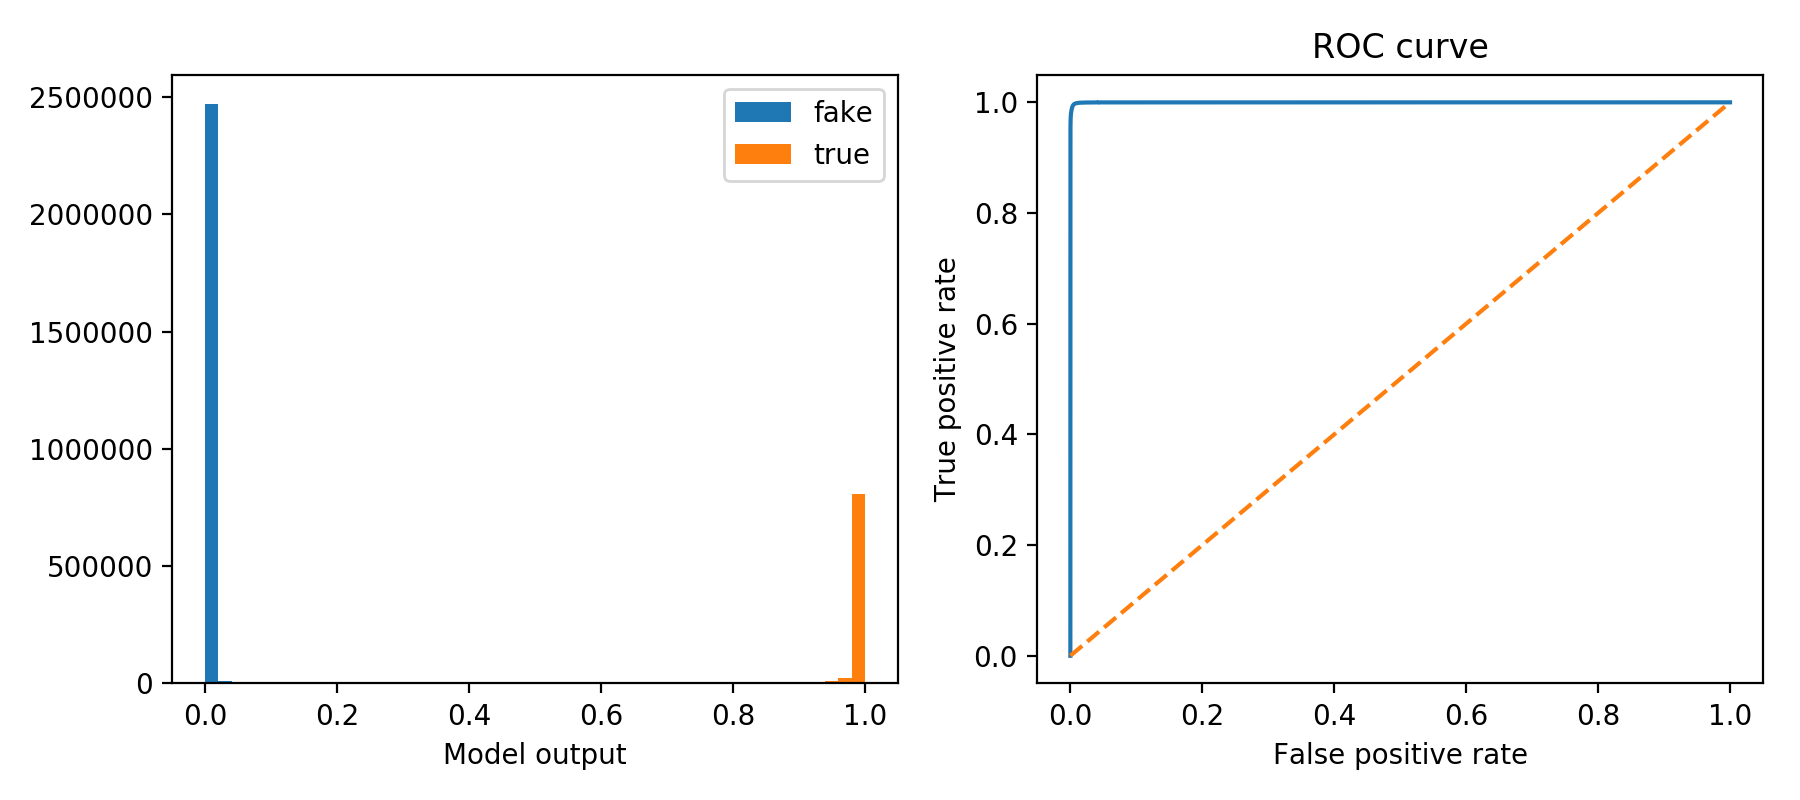 fake
true
2500000
2000000
1500000
1000000
500000
0
0.0 0.2 0.4 0.6 0.8 1.0
Model output
ROC curve
True positive rate
1.0
0.8
0.6
0.4
0.2
0.0
0.0 0.2 0.4 0.6 0.8 1.0
False positive rate